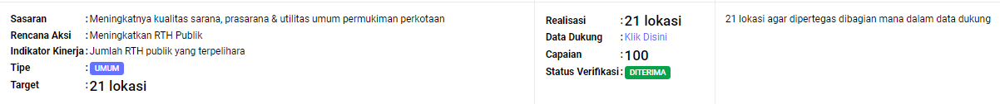 Sasaran : Meningkatnya kualitas sarana, prasarana & utilitas umum permukiman perkotaan
Rencana Aksi : Meningkatkan RTH Publik
Indikator Kinerja : Jumlah RTH publik yang terpelihara
Tipe : UMUM
Target : 21 lokasi
Realisasi : 21 lokasi
Data Dukung : Klik Disini
Capaian : 100
Status Verifikasi : DITERIMA
21 lokasi agar dipertegas dibagian mana dalam data dukung